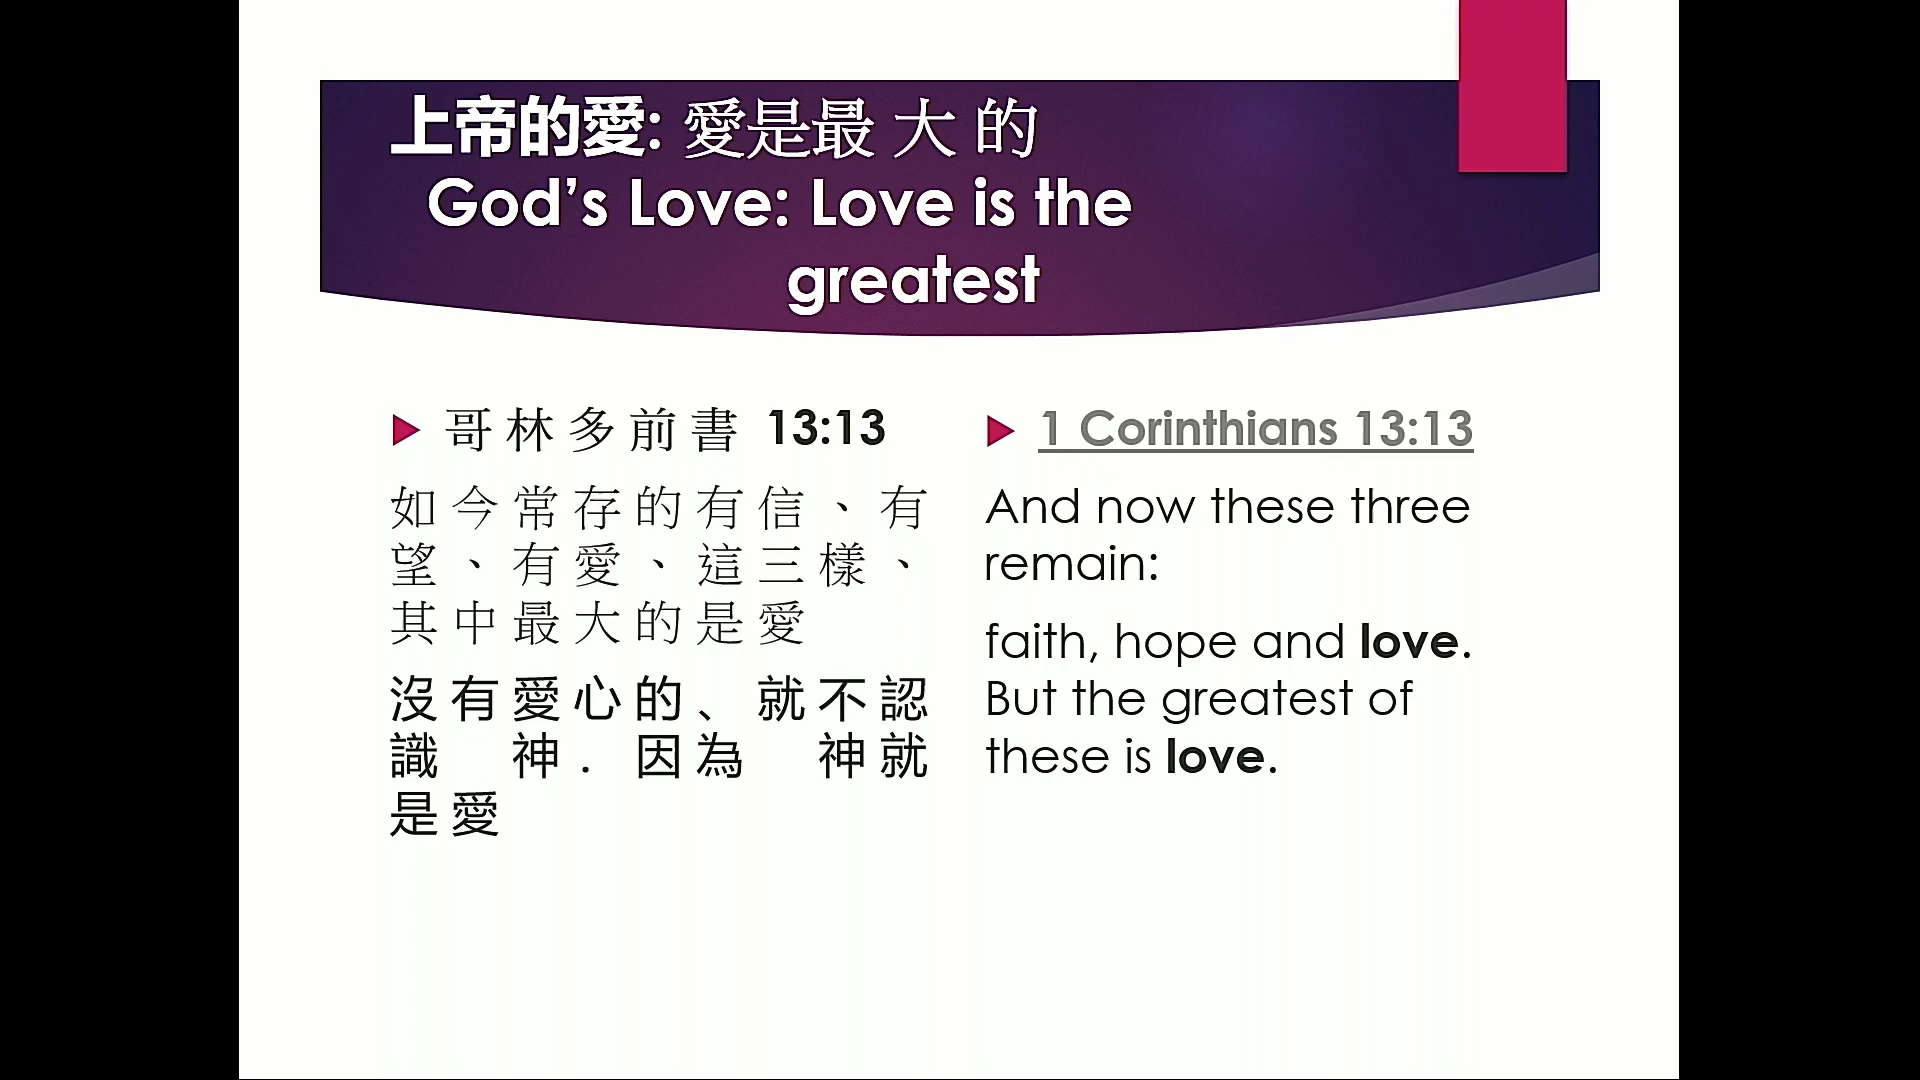 上帝的愛: 愛是最 大 的
God’s Love: Love is the
greatest
哥 林 多 前 書 13:13
如 今 常 存 的 有 信 、 有
望 、 有 愛 、 這 三 樣 、
其 中 最 大 的 是 愛
沒 有 愛 心 的 、 就 不 認
識 　 神 . 因 為 　 神 就
是 愛
1 Corinthians 13:13
And now these three
remain:
faith, hope and love.
But the greatest of
these is love.